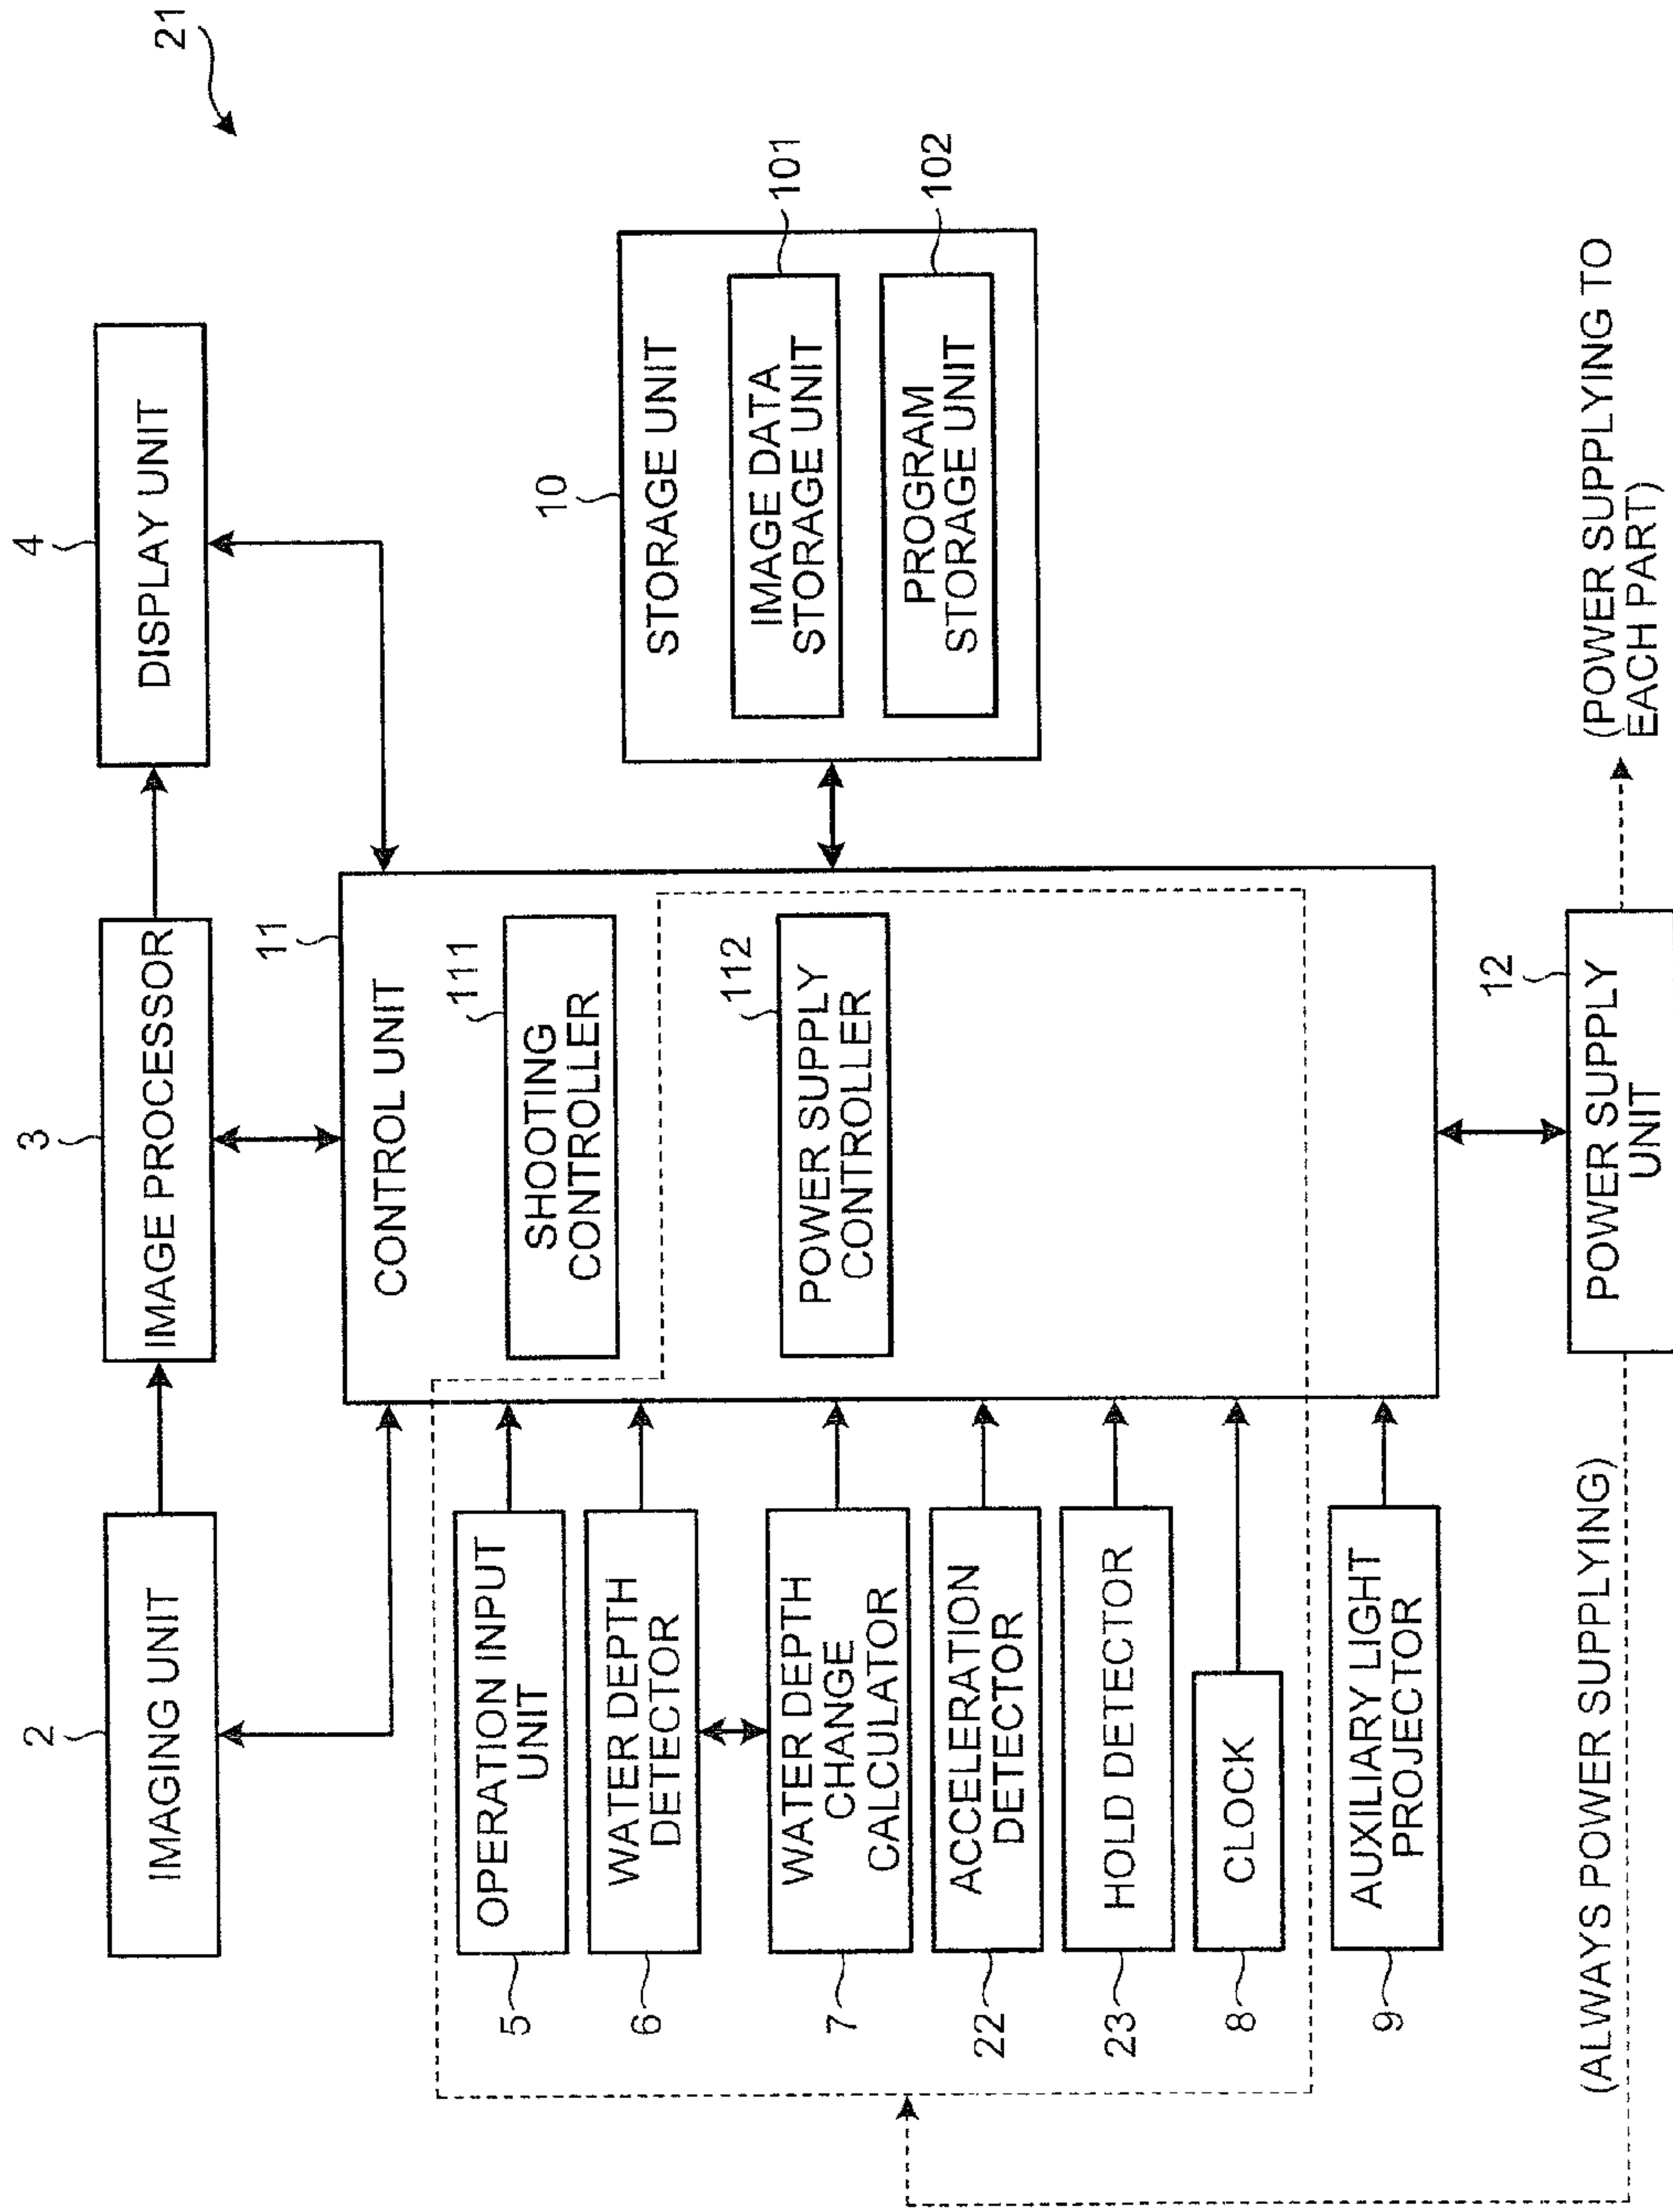 21
2
IMAGING UNIT
3
IMAGE PROCESSOR
4
DISPLAY UNIT
11
CONTROL UNIT
111
SHOOTING
CONTROLLER
112
POWER SUPPLY
CONTROLLER
10
STORAGE UNIT
101
IMAGE DATA
STORAGE UNIT
102
PROGRAM
STORAGE UNIT
5
OPERATION INPUT
UNIT
6
WATER DEPTH
DETECTOR
7
WATER DEPTH
CHANGE
CALCULATOR
22
ACCELERATION
DETECTOR
23
HOLD DETECTOR
8
CLOCK
9
AUXILIARY LIGHT
PROJECTOR
(ALWAYS POWER SUPPLYING)
12
POWER SUPPLY
UNIT
(POWER SUPPLYING TO
EACH PART)